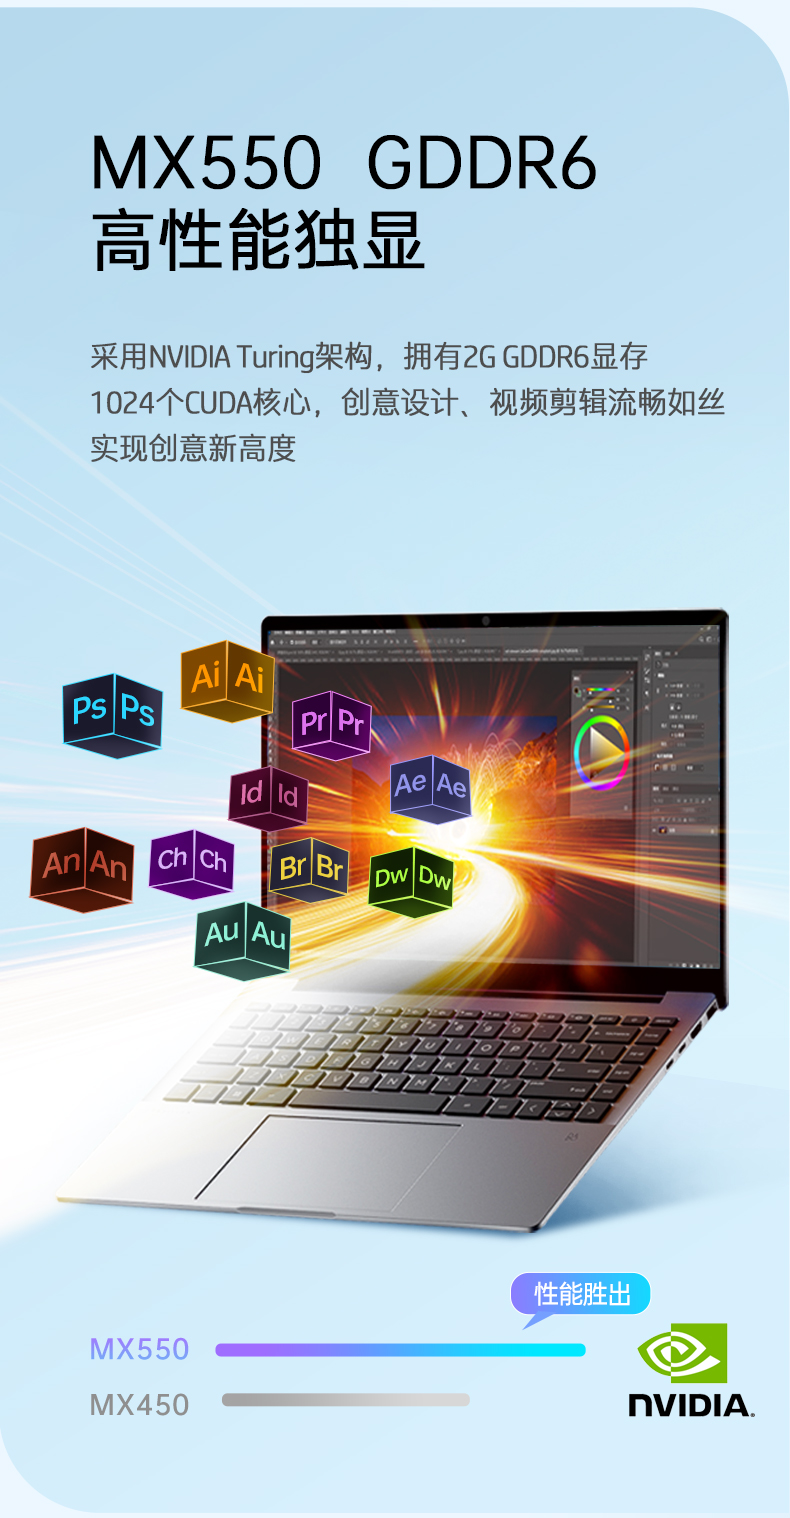 MX550 GDDR6
高性能独显
采用NVIDIA Turing架构，拥有2G GDDR6显存
1024个CUDA核心，创意设计、视频剪辑流畅如丝
实现创意新高度
Ai Ai
Ps Ps
Pr Pr
Ae Ae
Id Id
An An
Ch Ch
Br Br
Dw Dw
Au Au
性能胜出
MX550
MX450
NVIDIA.